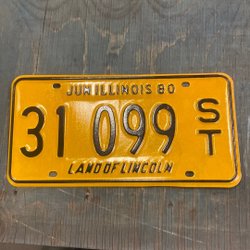 JUN ILLINOIS 80
31 099 ST
LAND OF LINCOLN